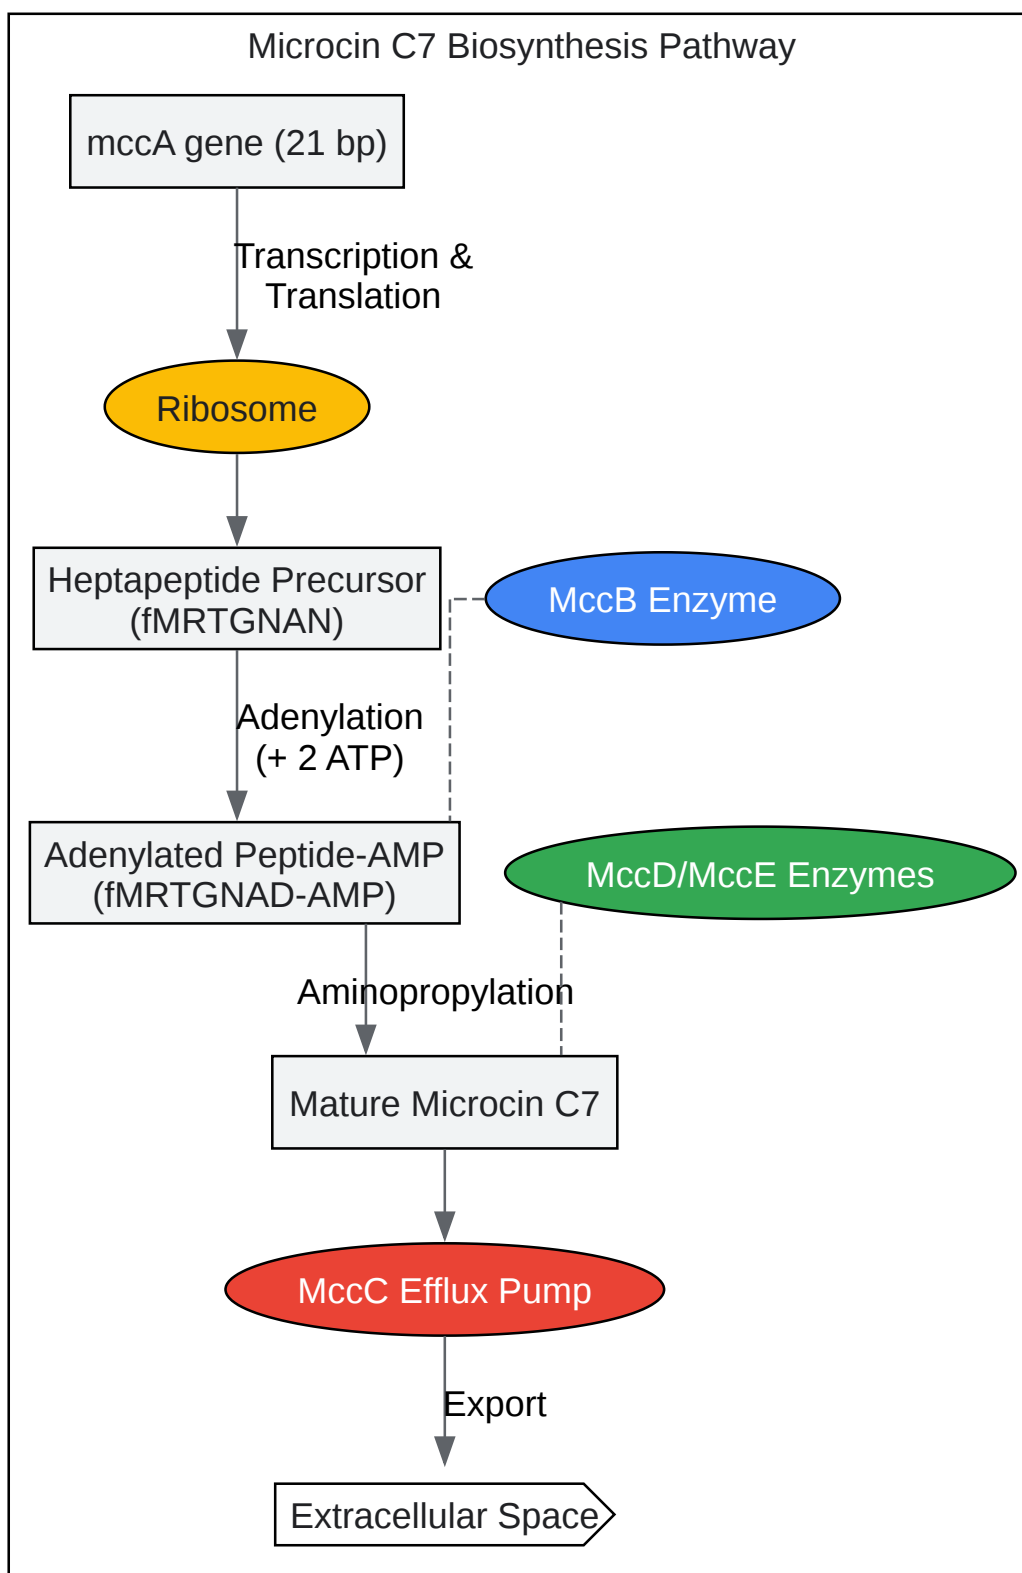 Microcin C7 Biosynthesis Pathway
mccA gene (21 bp)
Transcription &
Translation
Ribosome
Heptapeptide Precursor
(fMRTGNAN)
MccB Enzyme
Adenylation
(+ 2 ATP)
Adenylated Peptide-AMP
(fMRTGNAD-AMP)
MccD/MccE Enzymes
Aminopropylation
Mature Microcin C7
MccC Efflux Pump
Export
Extracellular Space